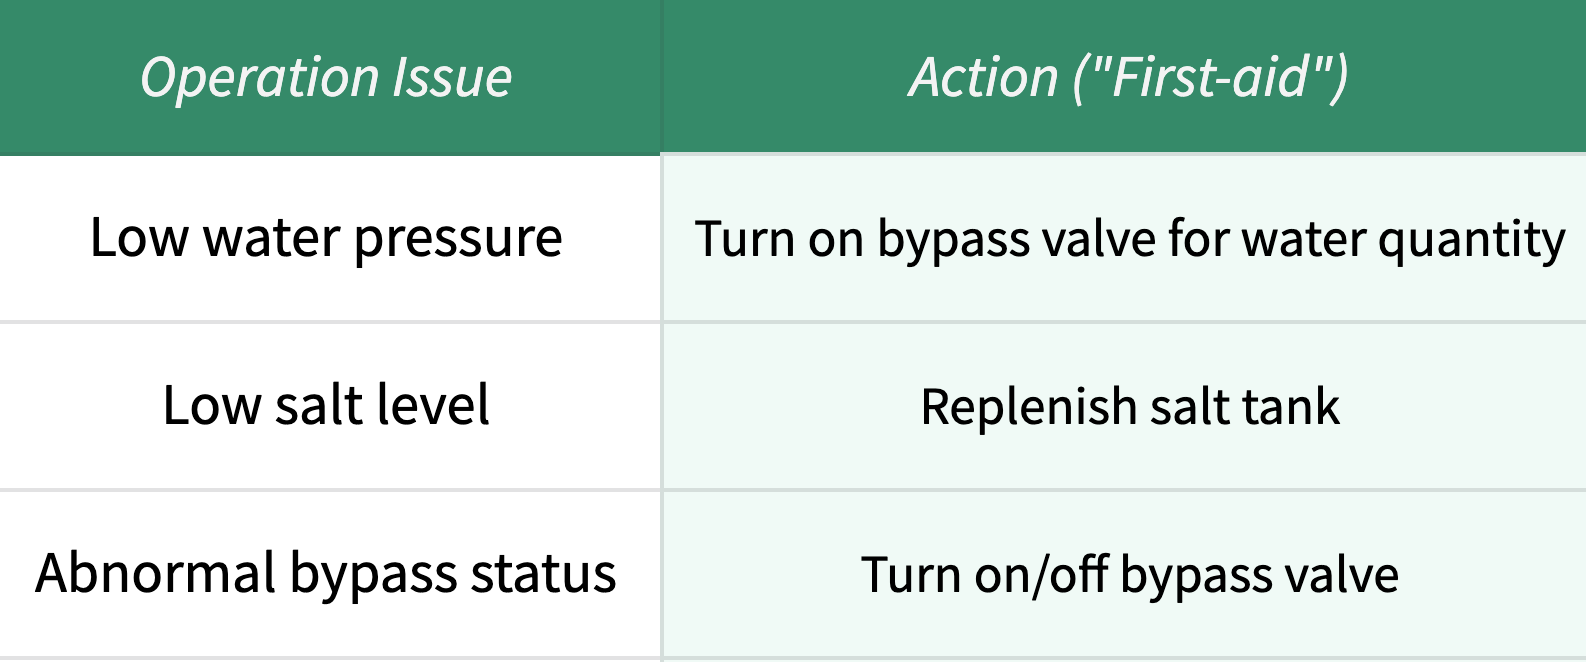 Operation Issue
Action ("First-aid")
Low water pressure
Turn on bypass valve for water quantity
Low salt level
Replenish salt tank
Abnormal bypass status
Turn on/off bypass valve